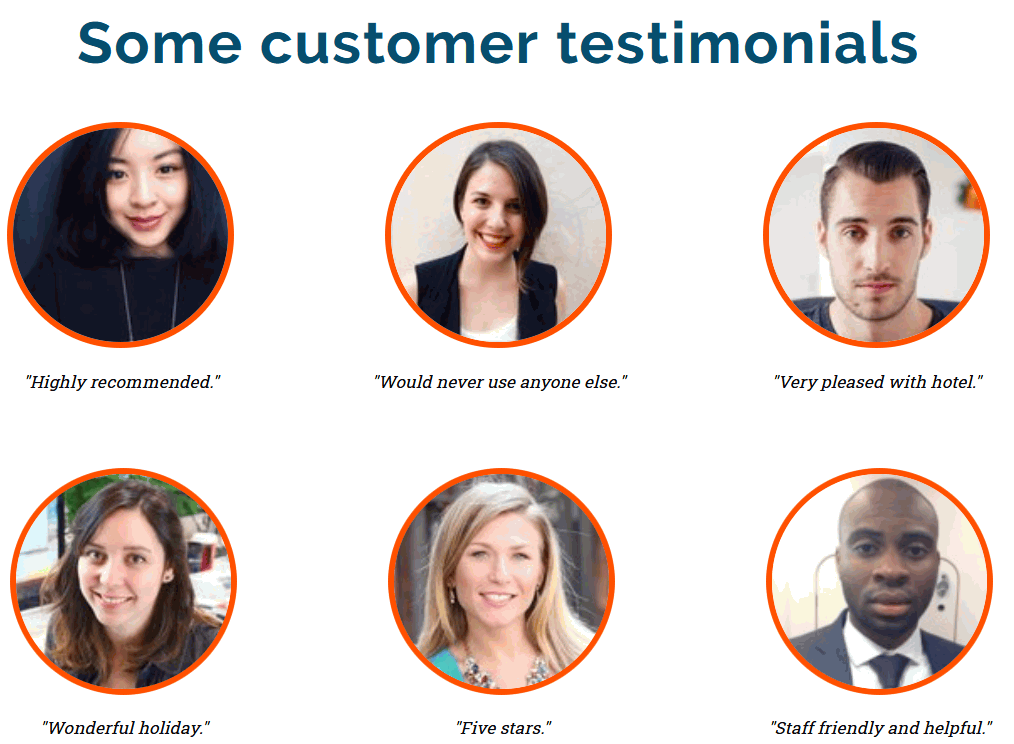 Some customer testimonials
"Highly recommended."
"Would never use anyone else."
"Very pleased with hotel."
"Wonderful holiday."
"Five stars."
"Staff friendly and helpful."